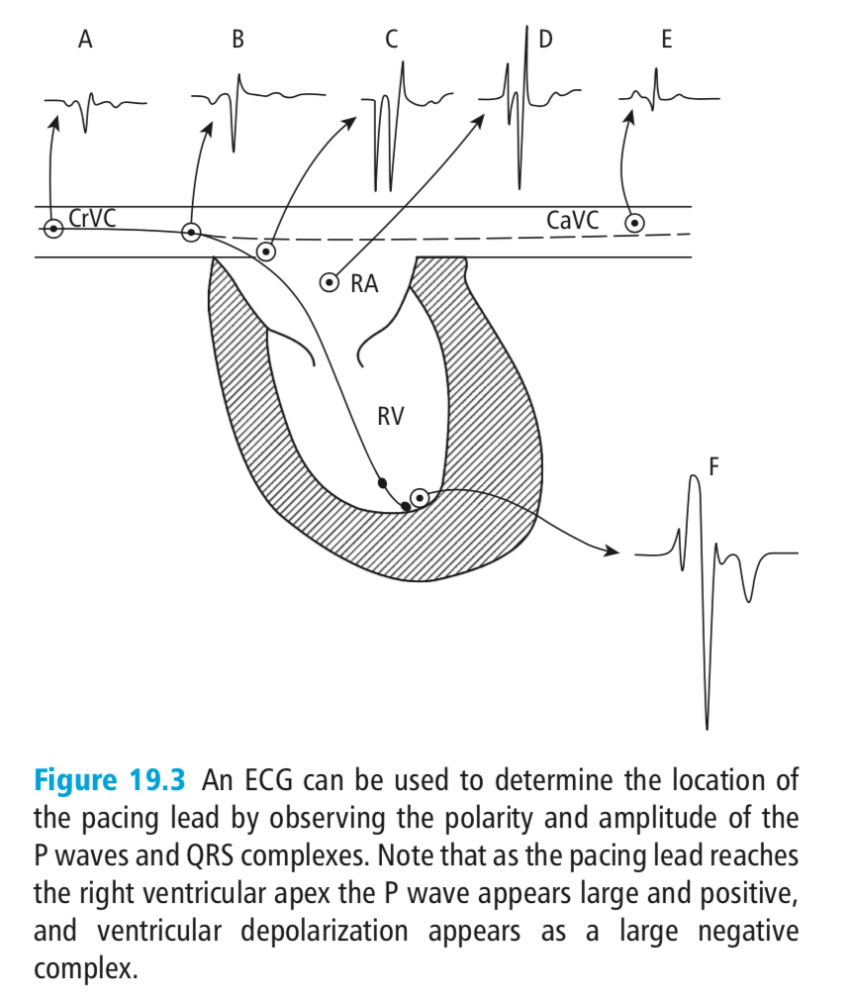 A B C D E
CrVC CaVC
RA
RV
F
Figure 19.3 An ECG can be used to determine the location of
the pacing lead by observing the polarity and amplitude of the
P waves and QRS complexes. Note that as the pacing lead reaches
the right ventricular apex the P wave appears large and positive,
and ventricular depolarization appears as a large negative
complex.